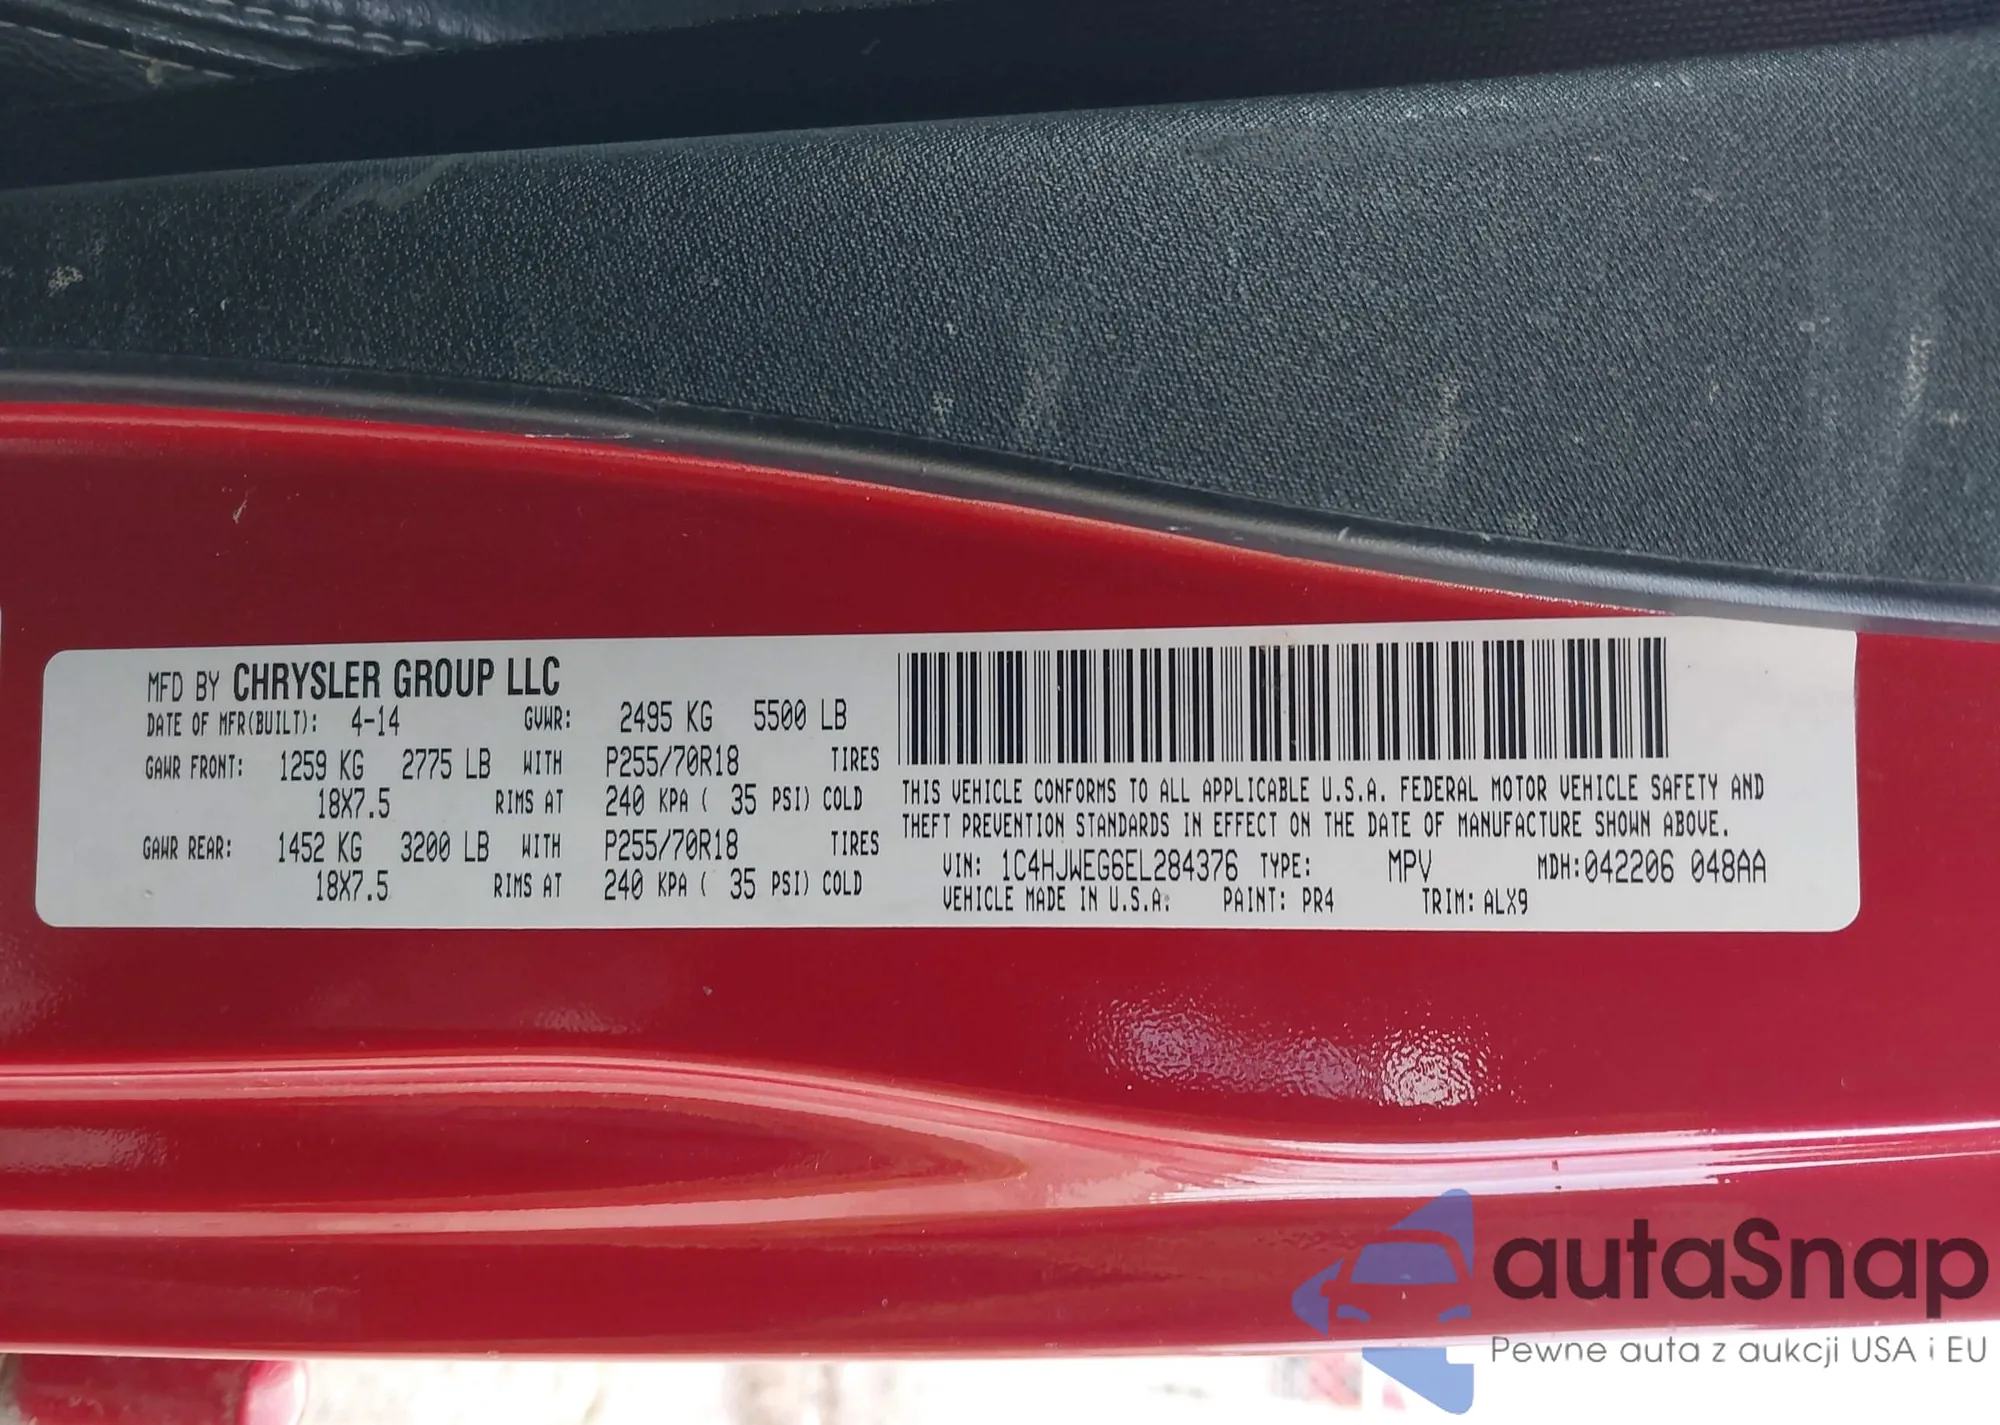 MFD BY CHRYSLER GROUP LLC
DATE OF MFR(BUILT): 4-14 GVWR: 2495 KG 5500 LB
GAWR FRONT: 1259 KG 2775 LB WITH P255/70R18 TIRES
18X7.5 RIMS AT 240 KPA ( 35 PSI) COLD
GAWR REAR: 1452 KG 3200 LB WITH P255/70R18 TIRES
18X7.5 RIMS AT 240 KPA ( 35 PSI) COLD
THIS VEHICLE CONFORMS TO ALL APPLICABLE U.S.A. FEDERAL MOTOR VEHICLE SAFETY AND
THEFT PREVENTION STANDARDS IN EFFECT ON THE DATE OF MANUFACTURE SHOWN ABOVE.
VIN: 1C4HJWEG6EL284376 TYPE: MPV MDH:042206 048AA
VEHICLE MADE IN U.S.A: PAINT: PR4 TRIM: ALX9
autaSnap
Pewne auta z aukcji USA i EU